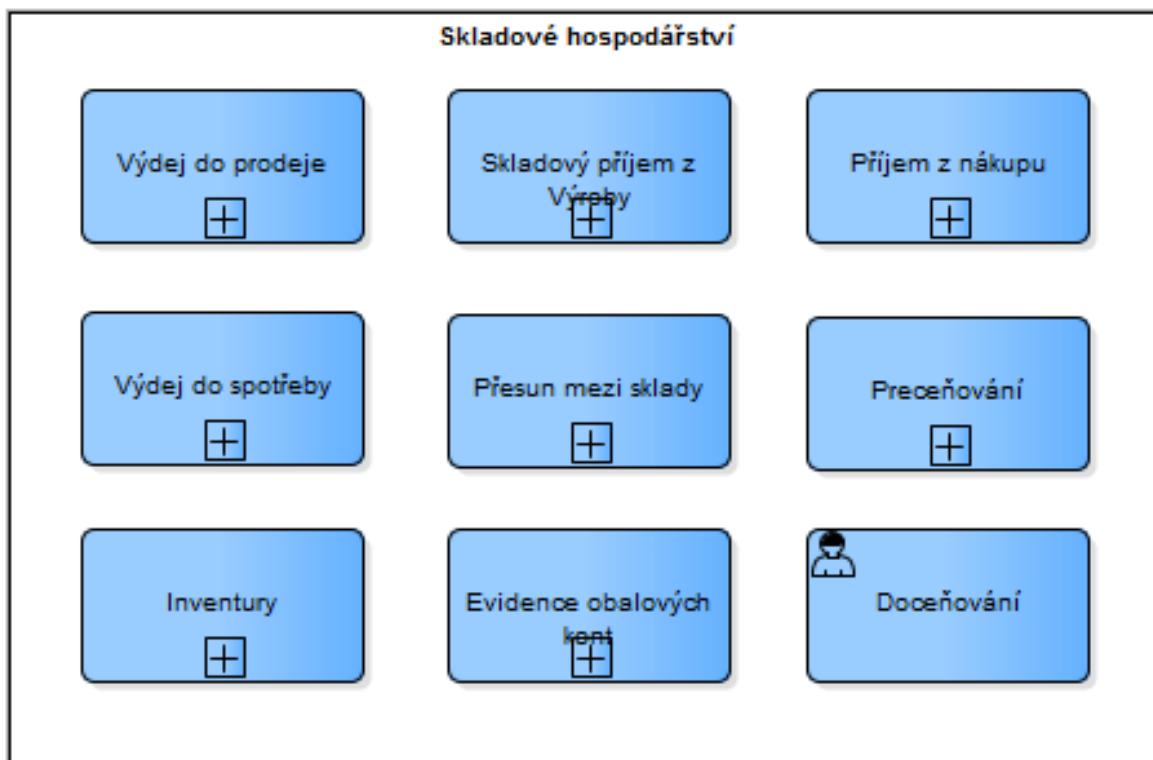 Skladové hospodářství
Výdej do prodeje
Skladový příjem z
Výroby
Příjem z nákupu
Výdej do spotřeby
Přesun mezi sklady
Preceňování
Inventury
Evidence obalových
kont
Doceňování